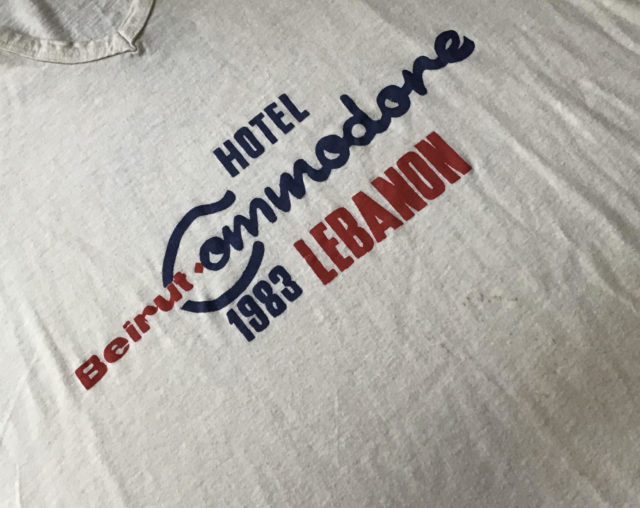 HOTEL
Commodore
Beirut.
1983 LEBANON